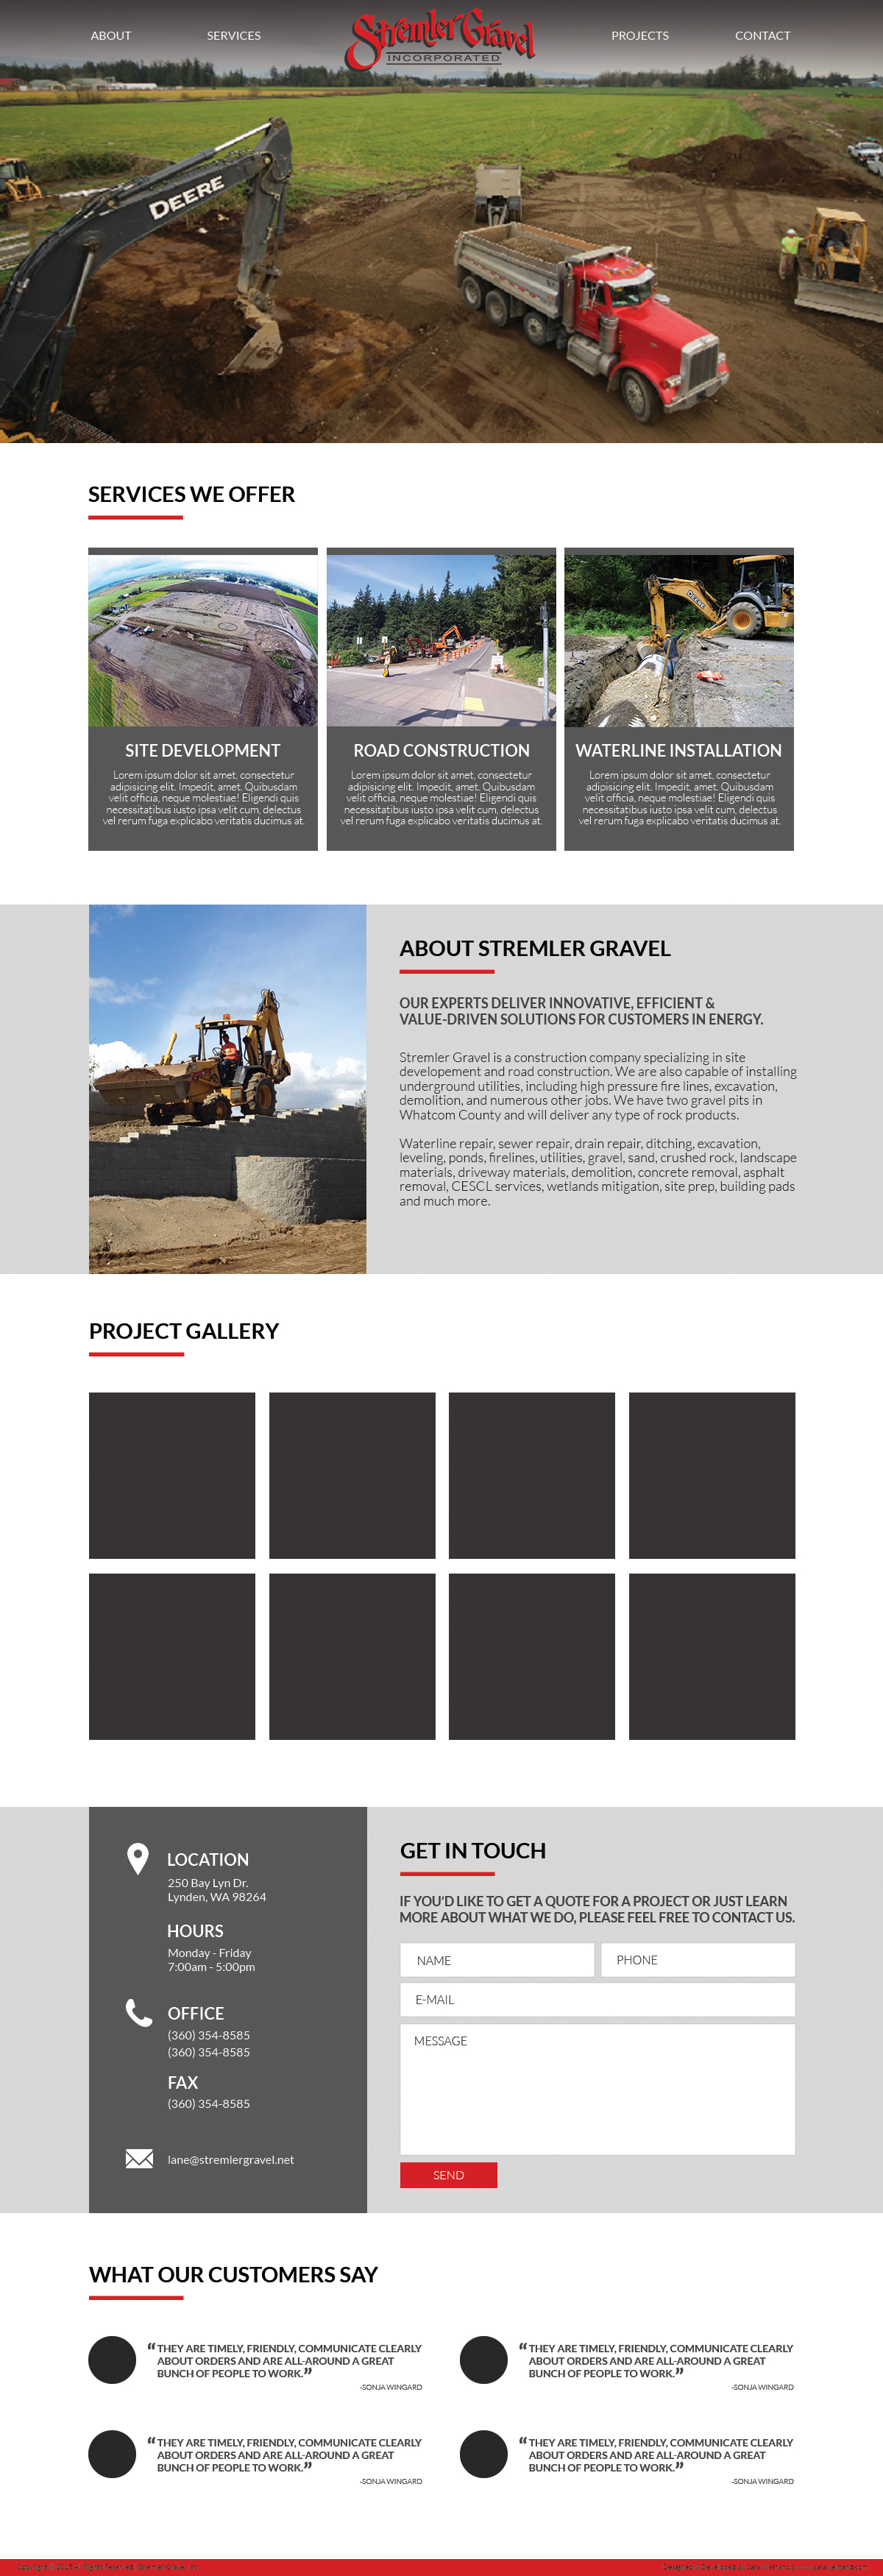 ABOUT
SERVICES
Stremler Gravel
INCORPORATED
PROJECTS
CONTACT
DEERE
SERVICES WE OFFER
DEERE
SITE DEVELOPMENT
Lorem ipsum dolor sit amet, consectetur
adipisicing elit. Impedit, amet. Quibusdam
velit officia, neque molestiae! Eligendi quis
necessitatibus iusto ipsa velit cum, delectus
vel rerum fuga explicabo veritatis ducimus at.
ROAD CONSTRUCTION
Lorem ipsum dolor sit amet, consectetur
adipisicing elit. Impedit, amet. Quibusdam
velit officia, neque molestiae! Eligendi quis
necessitatibus iusto ipsa velit cum, delectus
vel rerum fuga explicabo veritatis ducimus at.
WATERLINE INSTALLATION
Lorem ipsum dolor sit amet, consectetur
adipisicing elit. Impedit, amet. Quibusdam
velit officia, neque molestiae! Eligendi quis
necessitatibus iusto ipsa velit cum, delectus
vel rerum fuga explicabo veritatis ducimus at.
ABOUT STREMLER GRAVEL
OUR EXPERTS DELIVER INNOVATIVE, EFFICIENT &
VALUE-DRIVEN SOLUTIONS FOR CUSTOMERS IN ENERGY.
Stremler Gravel is a construction company specializing in site
developement and road construction. We are also capable of installing
underground utilities, including high pressure fire lines, excavation,
demolition, and numerous other jobs. We have two gravel pits in
Whatcom County and will deliver any type of rock products.
Waterline repair, sewer repair, drain repair, ditching, excavation,
leveling, ponds, firelines, utilities, gravel, sand, crushed rock, landscape
materials, driveway materials, demolition, concrete removal, asphalt
removal, CESCL services, wetlands mitigation, site prep, building pads
and much more.
PROJECT GALLERY
LOCATION
250 Bay Lyn Dr.
Lynden, WA 98264
HOURS
Monday - Friday
7:00am - 5:00pm
OFFICE
(360) 354-8585
(360) 354-8585
FAX
(360) 354-8585
lane@stremlergravel.net
GET IN TOUCH
IF YOU'D LIKE TO GET A QUOTE FOR A PROJECT OR JUST LEARN
MORE ABOUT WHAT WE DO, PLEASE FEEL FREE TO CONTACT US.
NAME
PHONE
E-MAIL
MESSAGE
SEND
WHAT OUR CUSTOMERS SAY
“THEY ARE TIMELY, FRIENDLY, COMMUNICATE CLEARLY
ABOUT ORDERS AND ARE ALL-AROUND A GREAT
BUNCH OF PEOPLE TO WORK.”
-SONJA WINGARD
“THEY ARE TIMELY, FRIENDLY, COMMUNICATE CLEARLY
ABOUT ORDERS AND ARE ALL-AROUND A GREAT
BUNCH OF PEOPLE TO WORK.”
-SONJA WINGARD
“THEY ARE TIMELY, FRIENDLY, COMMUNICATE CLEARLY
ABOUT ORDERS AND ARE ALL-AROUND A GREAT
BUNCH OF PEOPLE TO WORK.”
-SONJA WINGARD
“THEY ARE TIMELY, FRIENDLY, COMMUNICATE CLEARLY
ABOUT ORDERS AND ARE ALL-AROUND A GREAT
BUNCH OF PEOPLE TO WORK.”
-SONJA WINGARD
Copyright © 2015 All Rights Reserved Stremler Gravel Inc.
Designed & Developed by